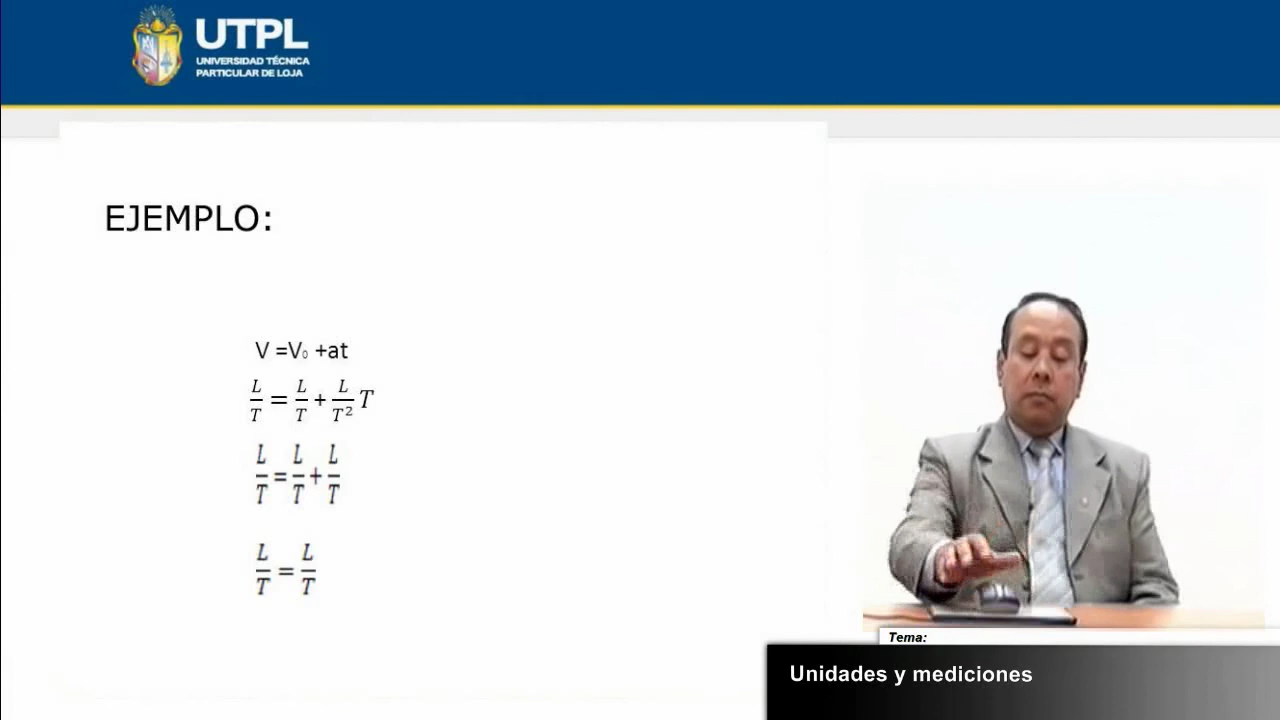 UTPL
UNIVERSIDAD TÉCNICA
PARTICULAR DE LOJA
EJEMPLO:
V =V₀ +at
L/T = L/T + L/T² T
L/T = L/T + L/T
L/T = L/T
Tema:
Unidades y mediciones